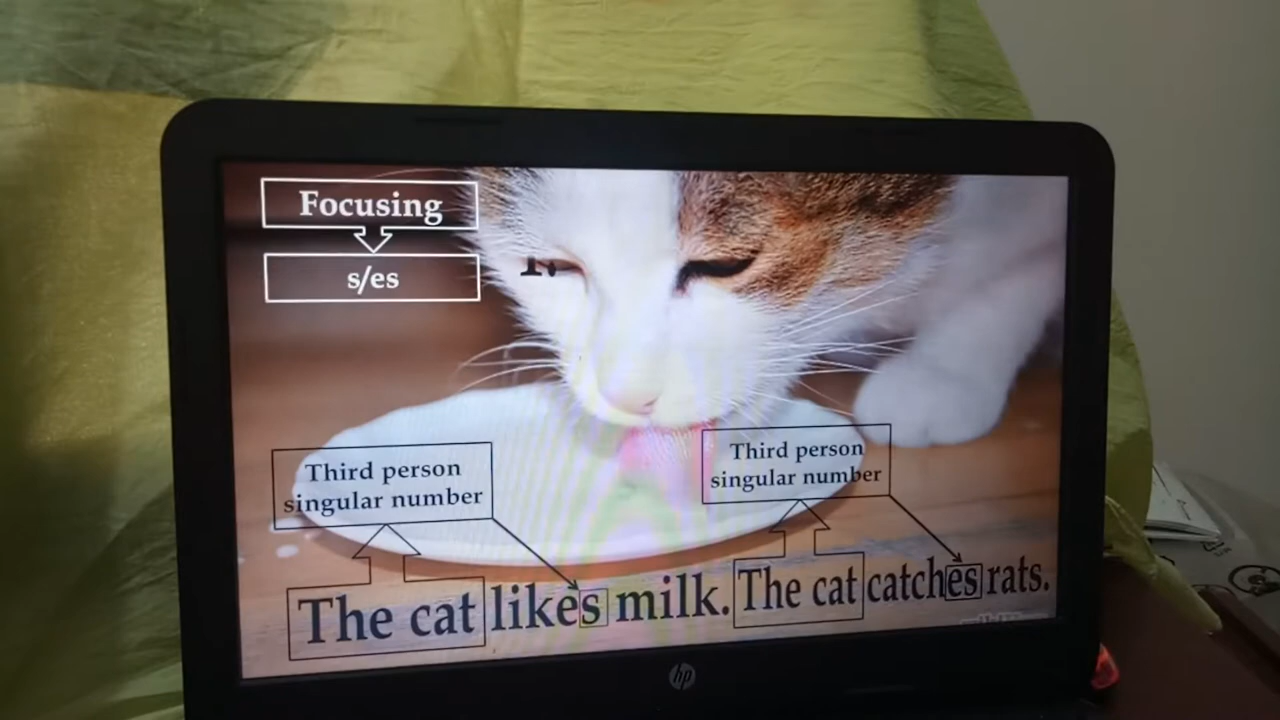 Focusing
s/es
1.
Third person
singular number
Third person
singular number
The cat likes milk. The cat catches rats.
hp